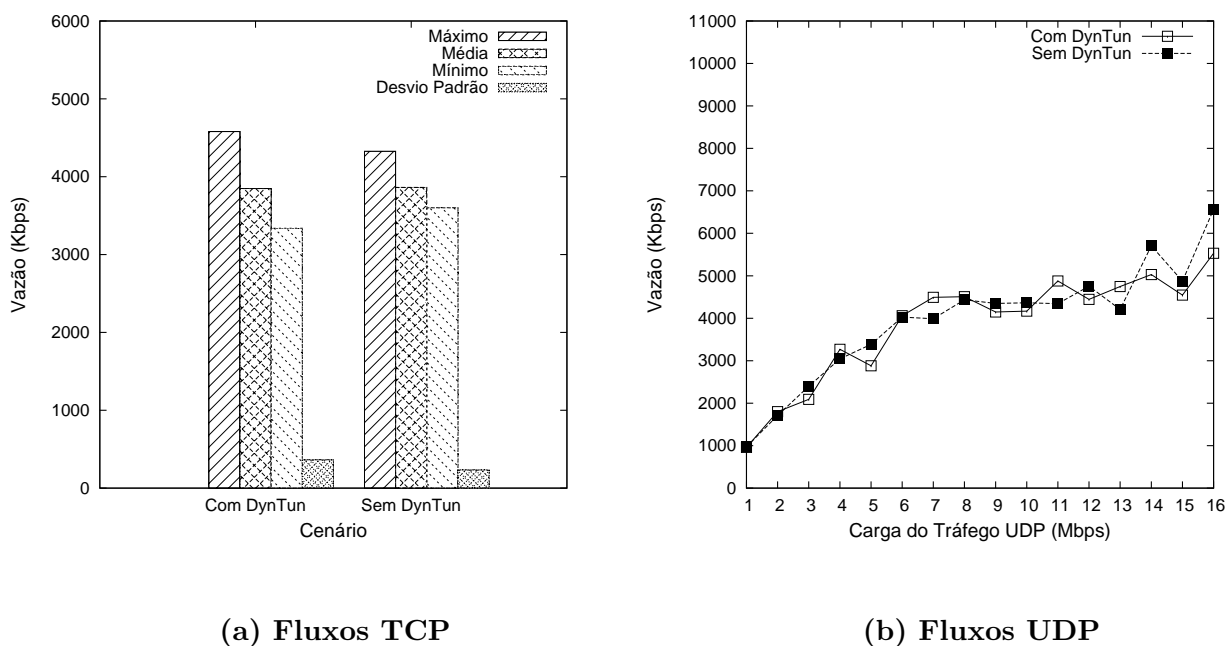 6000
5000
4000
3000
2000
1000
0
Vazão (Kbps)
Máximo
Média
Mínimo
Desvio Padrão
Com DynTun Sem DynTun
Cenário
(a) Fluxos TCP
11000
10000
9000
8000
7000
6000
5000
4000
3000
2000
1000
0
Vazão (Kbps)
Com DynTun
Sem DynTun
1 2 3 4 5 6 7 8 9 10 11 12 13 14 15 16
Carga do Tráfego UDP (Mbps)
(b) Fluxos UDP